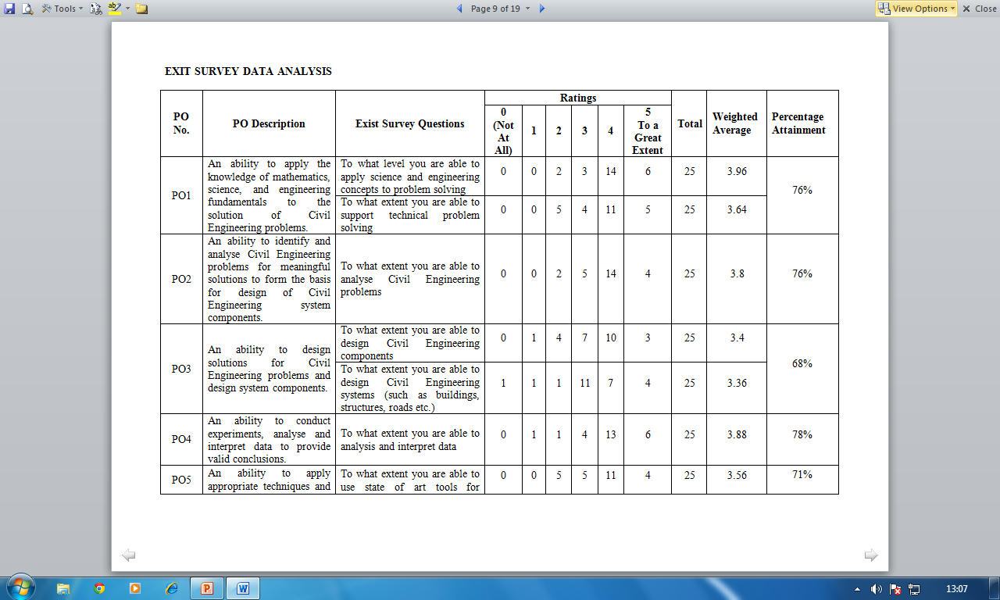 Tools
Page 9 of 19
View Options
Close
EXIT SURVEY DATA ANALYSIS
PO
No.
PO Description
Exist Survey Questions
Ratings
0
(Not
At
All)
1
2
3
4
5
To a
Great
Extent
Total
Weighted
Average
Percentage
Attainment
PO1
An ability to apply the
knowledge of mathematics,
science, and engineering
fundamentals to the
solution of Civil
Engineering problems.
To what level you are able to
apply science and engineering
concepts to problem solving
0 0 2 3 14 6 25 3.96
76%
To what extent you are able to
support technical problem
solving
0 0 5 4 11 5 25 3.64
PO2
An ability to identify and
analyse Civil Engineering
problems for meaningful
solutions to form the basis
for design of Civil
Engineering system
components.
To what extent you are able to
analyse Civil Engineering
problems
0 0 2 5 14 4 25 3.8 76%
PO3
An ability to design
solutions for Civil
Engineering problems and
design system components.
To what extent you are able to
design Civil Engineering
components
0 1 4 7 10 3 25 3.4
68%
To what extent you are able to
design Civil Engineering
systems (such as buildings,
structures, roads etc.)
1 1 1 11 7 4 25 3.36
PO4
An ability to conduct
experiments, analyse and
interpret data to provide
valid conclusions.
To what extent you are able to
analysis and interpret data
0 1 1 4 13 6 25 3.88 78%
PO5
An ability to apply
appropriate techniques and
To what extent you are able to
use state of art tools for
0 0 5 5 11 4 25 3.56 71%
13:07